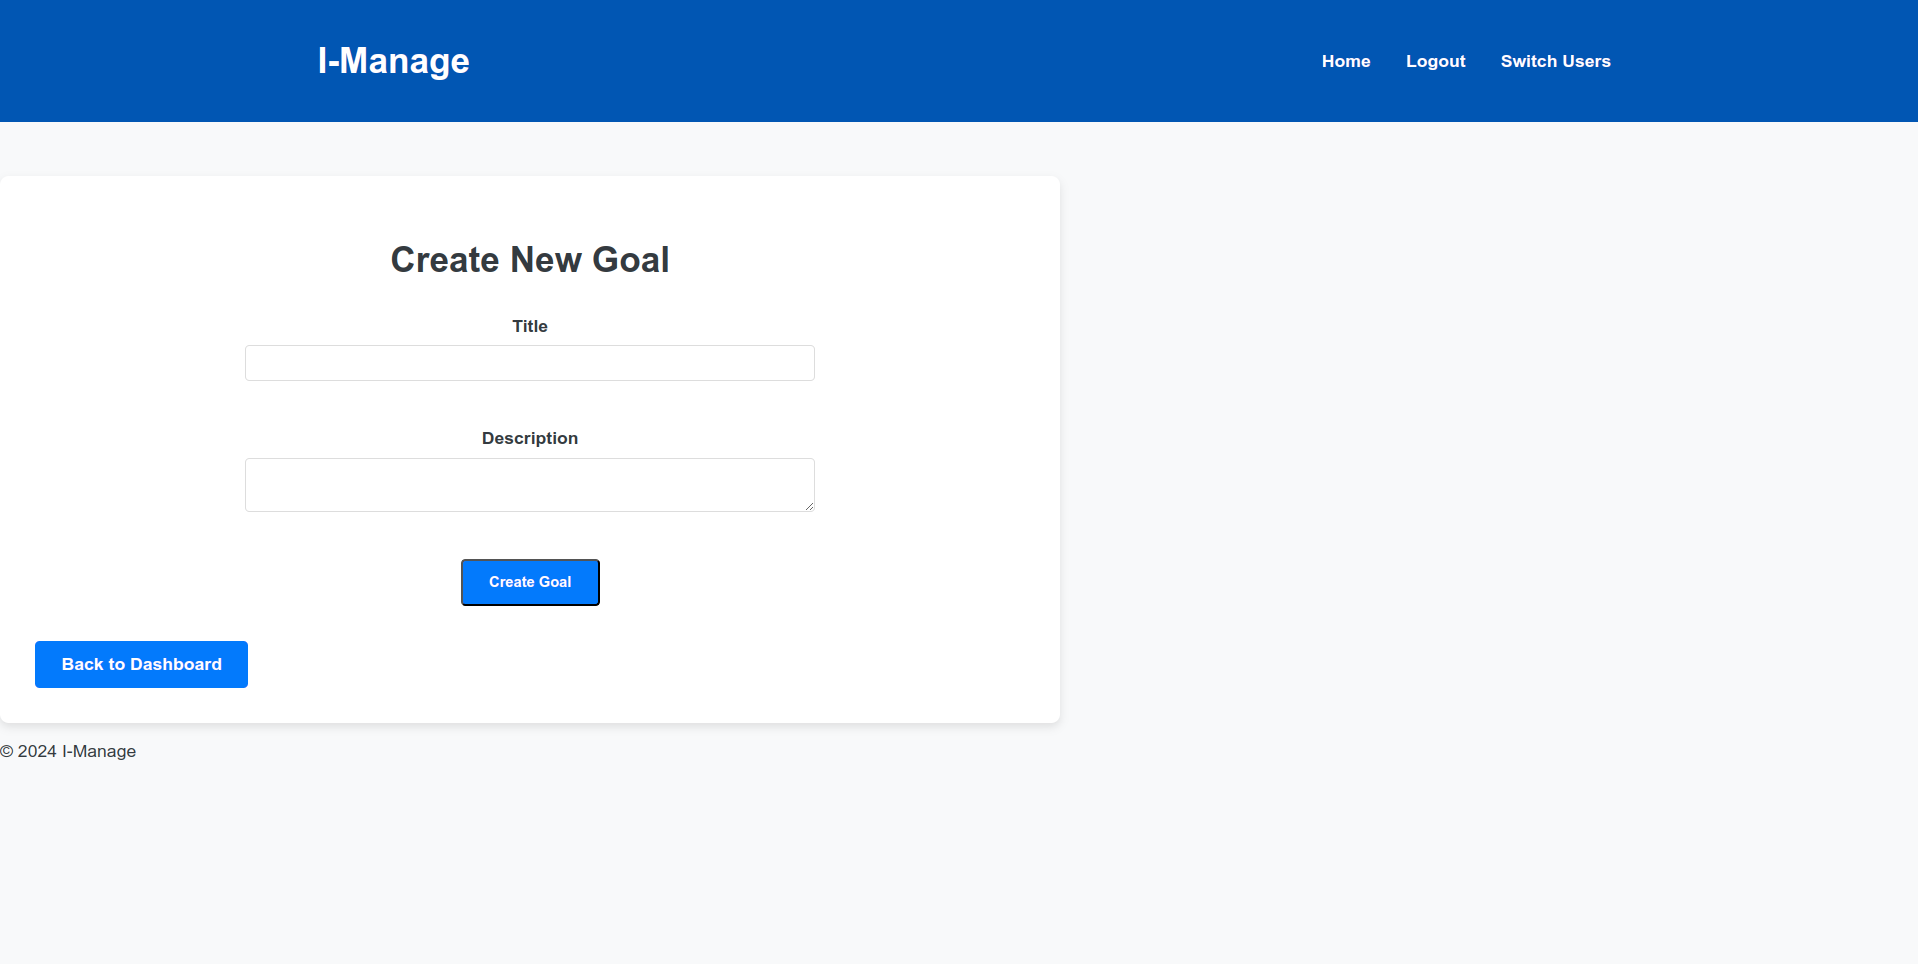 I-Manage
Home Logout Switch Users
Create New Goal
Title
Description
Create Goal
Back to Dashboard
© 2024 I-Manage